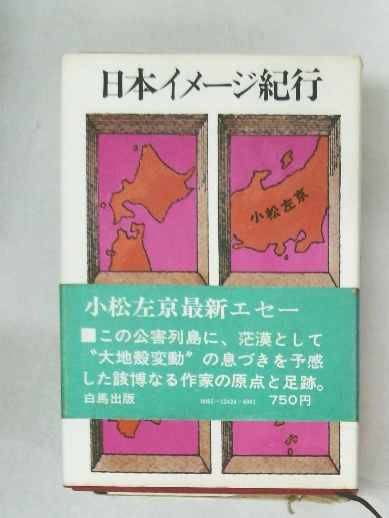 日本イメージ紀行
小松左京
小松左京最新エセー
■この公害列島に、茫漠として
〝大地殻変動〞の息づきを予感
した該博なる作家の原点と足跡。
白馬出版 0095-12424-6981 750円